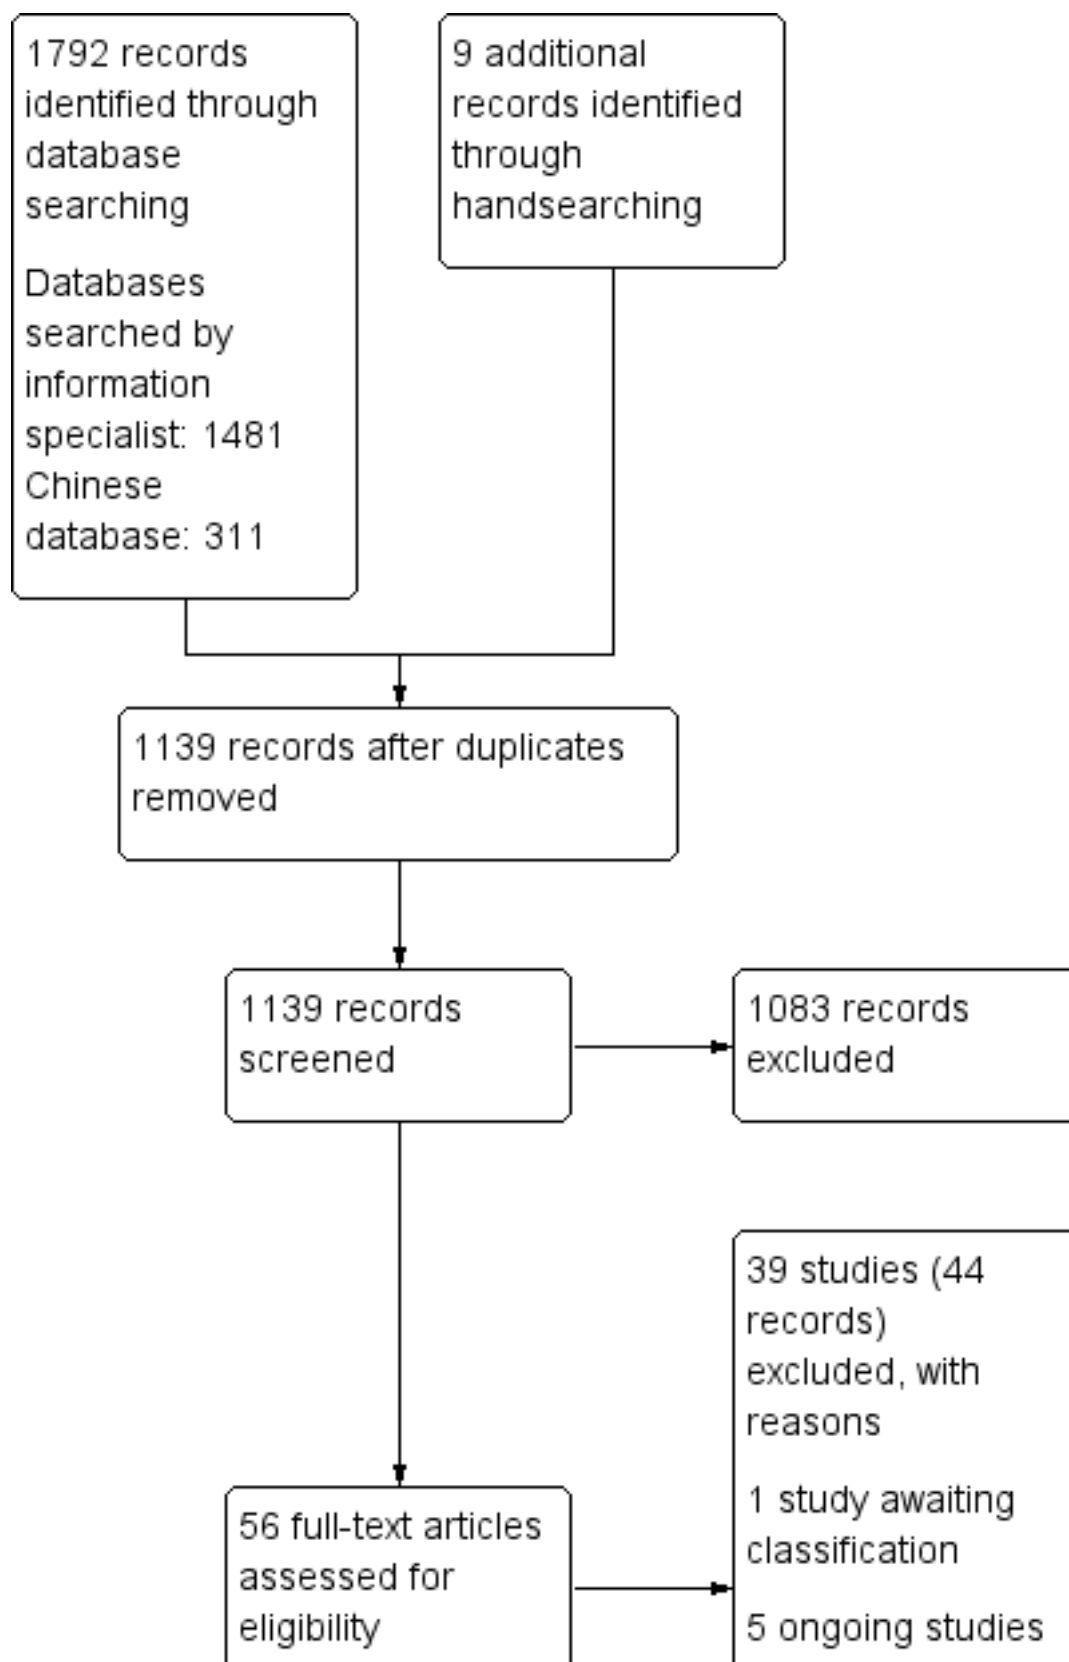 1792 records
identified through
database
searching
Databases
searched by
information
specialist: 1481
Chinese
database: 311
9 additional
records identified
through
handsearching
1139 records after duplicates
removed
1139 records
screened
1083 records
excluded
56 full-text articles
assessed for
eligibility
39 studies (44
records)
excluded, with
reasons
1 study awaiting
classification
5 ongoing studies